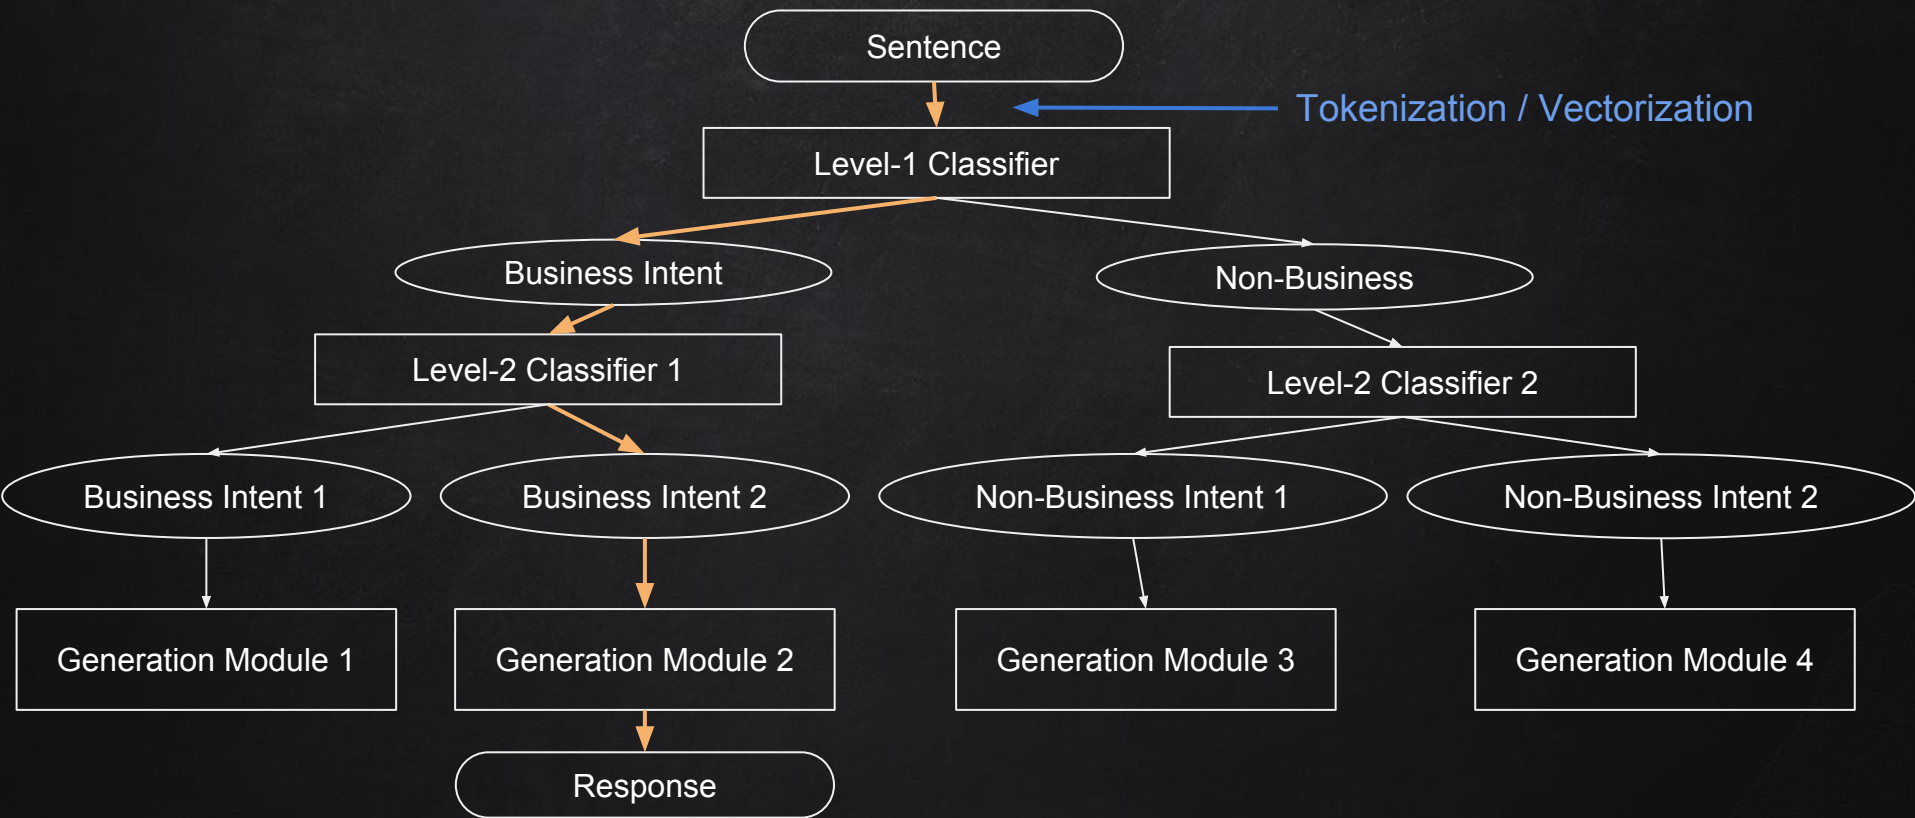 Sentence
Tokenization / Vectorization
Level-1 Classifier
Business Intent
Non-Business
Level-2 Classifier 1
Level-2 Classifier 2
Business Intent 1
Business Intent 2
Non-Business Intent 1
Non-Business Intent 2
Generation Module 1
Generation Module 2
Generation Module 3
Generation Module 4
Response